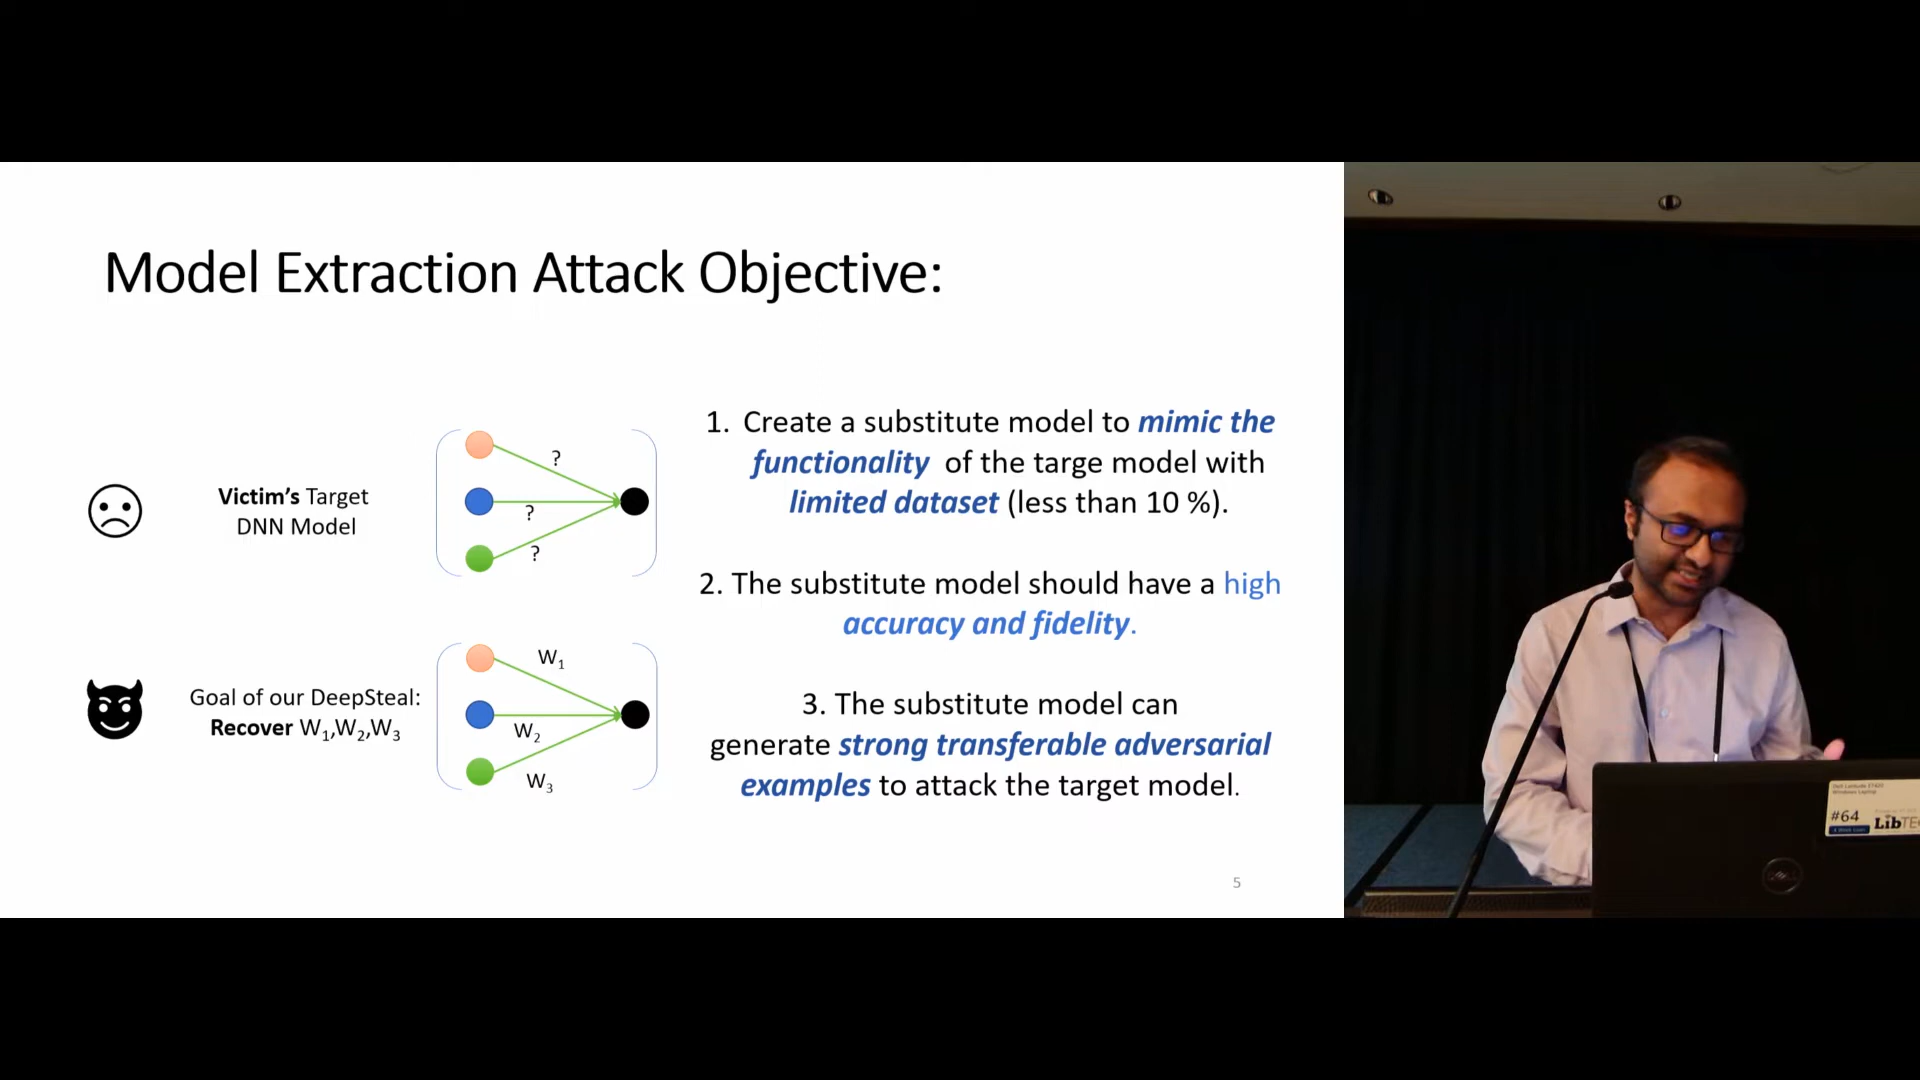 Model Extraction Attack Objective:
Victim's Target
DNN Model
?
?
?
Goal of our DeepSteal:
Recover W1,W2,W3
W1
W2
W3
1. Create a substitute model to mimic the
functionality of the targe model with
limited dataset (less than 10 %).
2. The substitute model should have a high
accuracy and fidelity.
3. The substitute model can
generate strong transferable adversarial
examples to attack the target model.
5
#64
LibTE
DELL